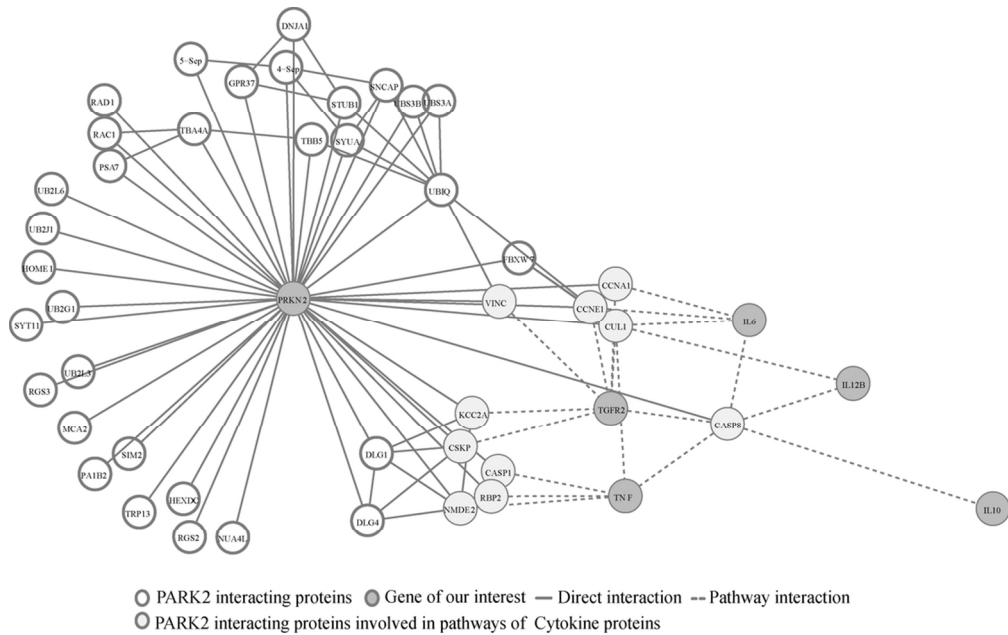 DNJA1
5-Sep
4-Sep
GPR37
SNCAP
RAD1
STUB1
UBS3B
UBS3A
RAC1
TBA4A
TBB5
SYUA
PSA7
UB2L6
UBIQ
UB2J1
FBXW7
HOME1
CCNA1
PRKN2
VINC
UB2G1
CCNE1
SYT11
CUL1
IL6
UB2L3
RGS3
IL12B
KCC2A
TGFR2
MCA2
CASP8
CSKP
SIM2
DLG1
PA1B2
CASP1
HEXDC
RBP2
TNF
TRP13
NMDE2
IL10
DLG4
RGS2
NUA4L
PARK2 interacting proteins Gene of our interest Direct interaction Pathway interaction
PARK2 interacting proteins involved in pathways of Cytokine proteins